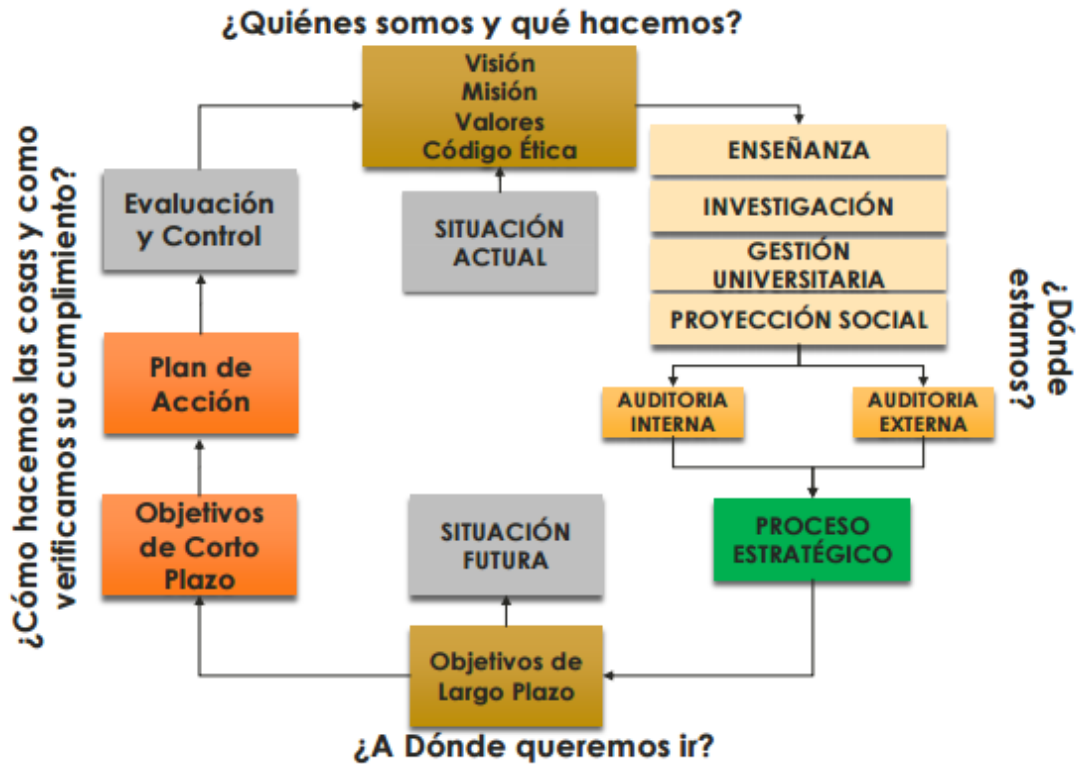 ¿Quiénes somos y qué hacemos?
Visión
Misión
Valores
Código Ética
SITUACIÓN
ACTUAL
ENSEÑANZA
INVESTIGACIÓN
GESTIÓN
UNIVERSITARIA
PROYECCIÓN SOCIAL
¿Dónde
estamos?
AUDITORIA
INTERNA
AUDITORIA
EXTERNA
PROCESO
ESTRATÉGICO
Objetivos de
Largo Plazo
SITUACIÓN
FUTURA
¿A Dónde queremos ir?
Objetivos
de Corto
Plazo
Plan de
Acción
Evaluación
y Control
¿Cómo hacemos las cosas y como
verificamos su cumplimiento?